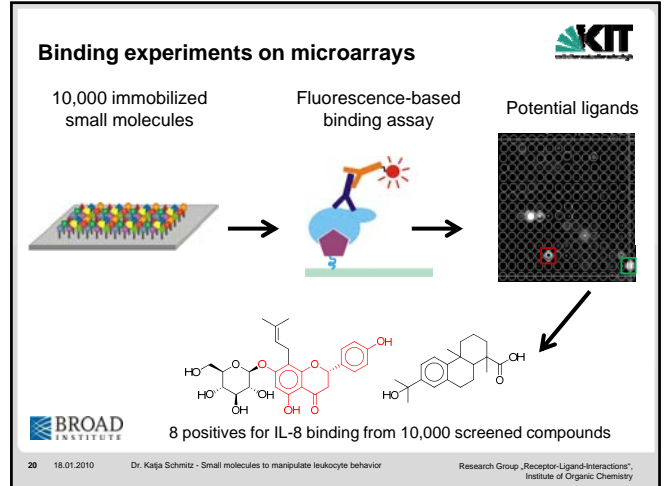 Binding experiments on microarrays
KIT
10,000 immobilized
small molecules
Fluorescence-based
binding assay
Potential ligands
HO
O
O
O
OH
HO
OH
OH
OH
O
O
OH
HO
BROAD
INSTITUTE
8 positives for IL-8 binding from 10,000 screened compounds
20 18.01.2010 Dr. Katja Schmitz - Small molecules to manipulate leukocyte behavior
Research Group „Receptor-Ligand-Interactions“,
Institute of Organic Chemistry